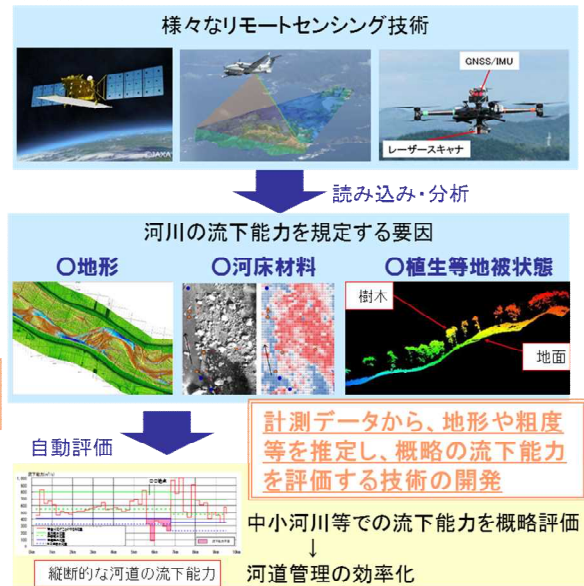 様々なリモートセンシング技術
©JAXA
GNSS/IMU
レーザースキャナ
読み込み・分析
河川の流下能力を規定する要因
〇地形
〇河床材料
〇植生等地被状態
樹木
地面
自動評価
計測データから、地形や粗度
等を推定し、概略の流下能力
を評価する技術の開発
縦断的な河道の流下能力
中小河川等での流下能力を概略評価
↓
河道管理の効率化